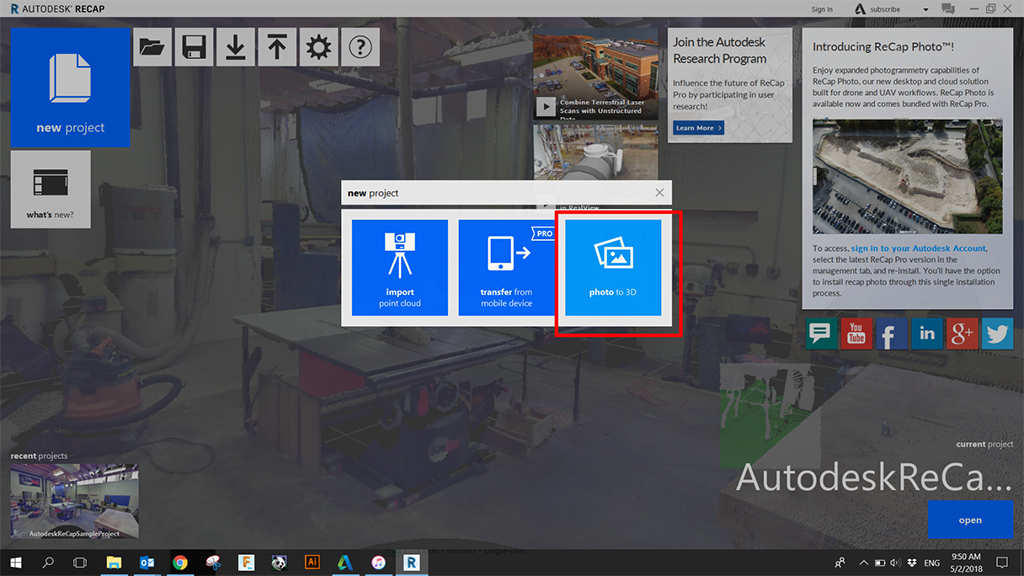 R AUTODESK® RECAP
Sign In
subscribe
new project
what's new?
Combine Terrestrial Laser
Scans with Unstructured
Data
in RealView
Join the Autodesk
Research Program
Influence the future of ReCap
Pro by participating in user
research!
Learn More >
Introducing ReCap Photo™!
Enjoy expanded photogrammetry capabilities of
ReCap Photo, our new desktop and cloud solution
built for drone and UAV workflows. ReCap Photo is
available now and comes bundled with ReCap Pro.
To access, sign in to your Autodesk Account,
select the latest ReCap Pro version in the
management tab, and re-install. You'll have the option
to install recap photo through this single installation
process.
You
Tube
f
in
g+
new project
import
point cloud
PRO
transfer from
mobile device
photo to 3D
recent projects
AutodeskReCapSampleProject
current project
AutodeskReCa...
open
F
Ai
R
ENG
9:50 AM
5/2/2018